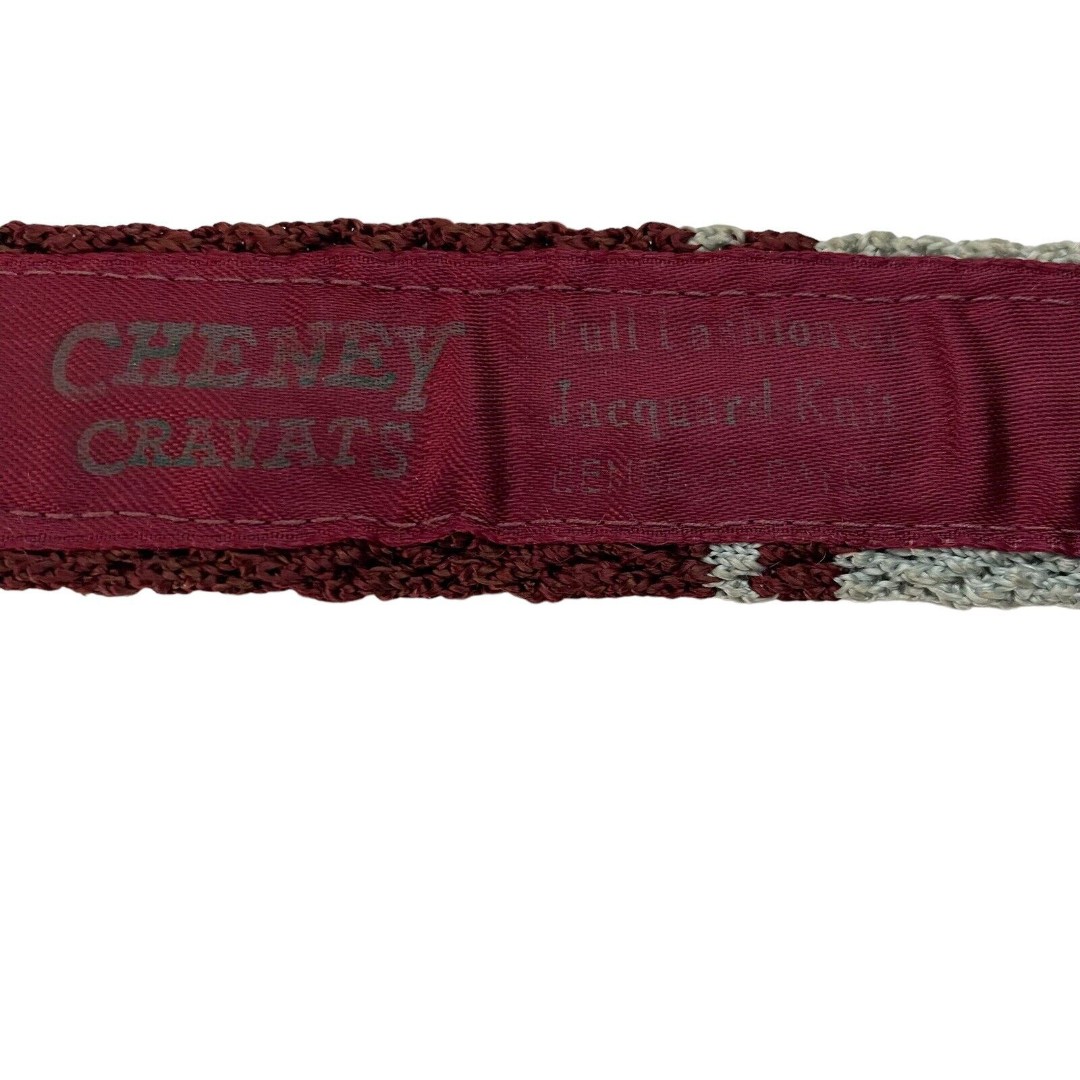 CHENEY
CRAVATS
Full Fashioned
Jacquard Knit